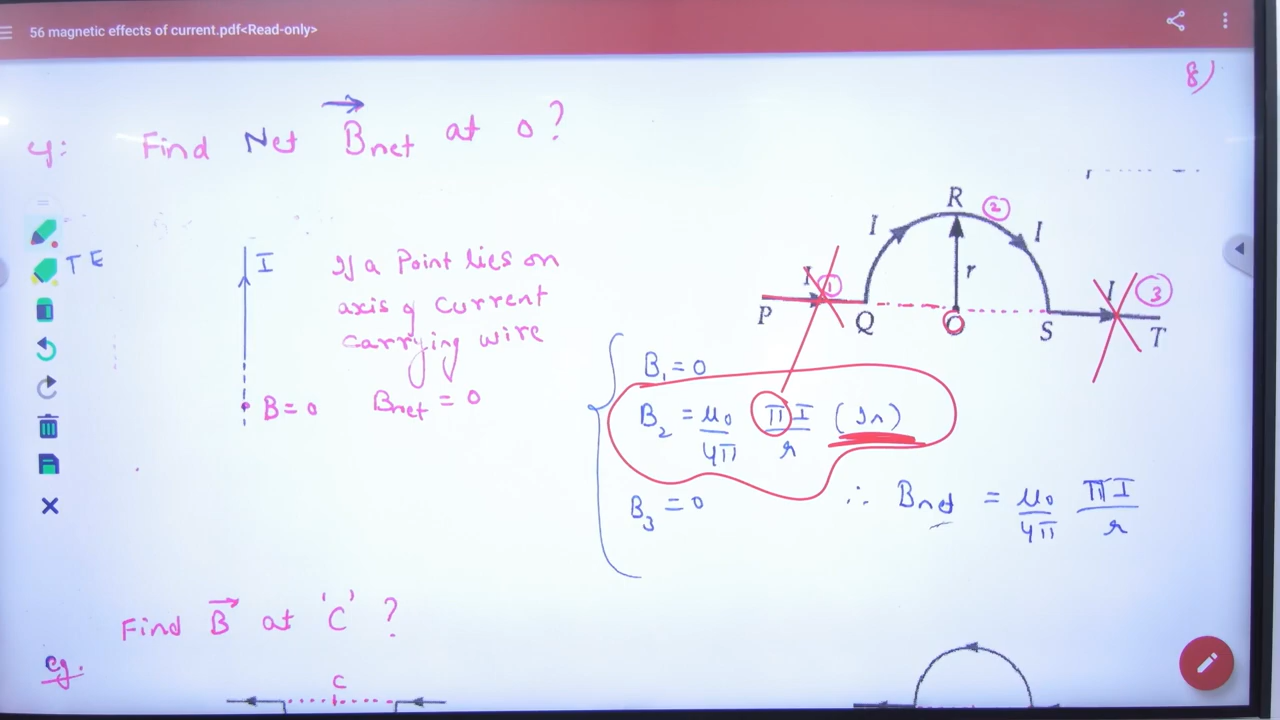 56 magnetic effects of current.pdf<Read-only>
8)
4: Find Net B⃗net at O?
T E
I
If a Point lies on
axis of Current
carrying wire
B = 0
Bnet = 0
R
②
I
I
r
I
①
P
Q
O
S
I
③
T
B₁ = 0
B₂ = μ₀/4π πI/r (In)
B₃ = 0
∴ Bnet = μ₀/4π πI/r
Find B⃗ at 'C' ?
eg.
C